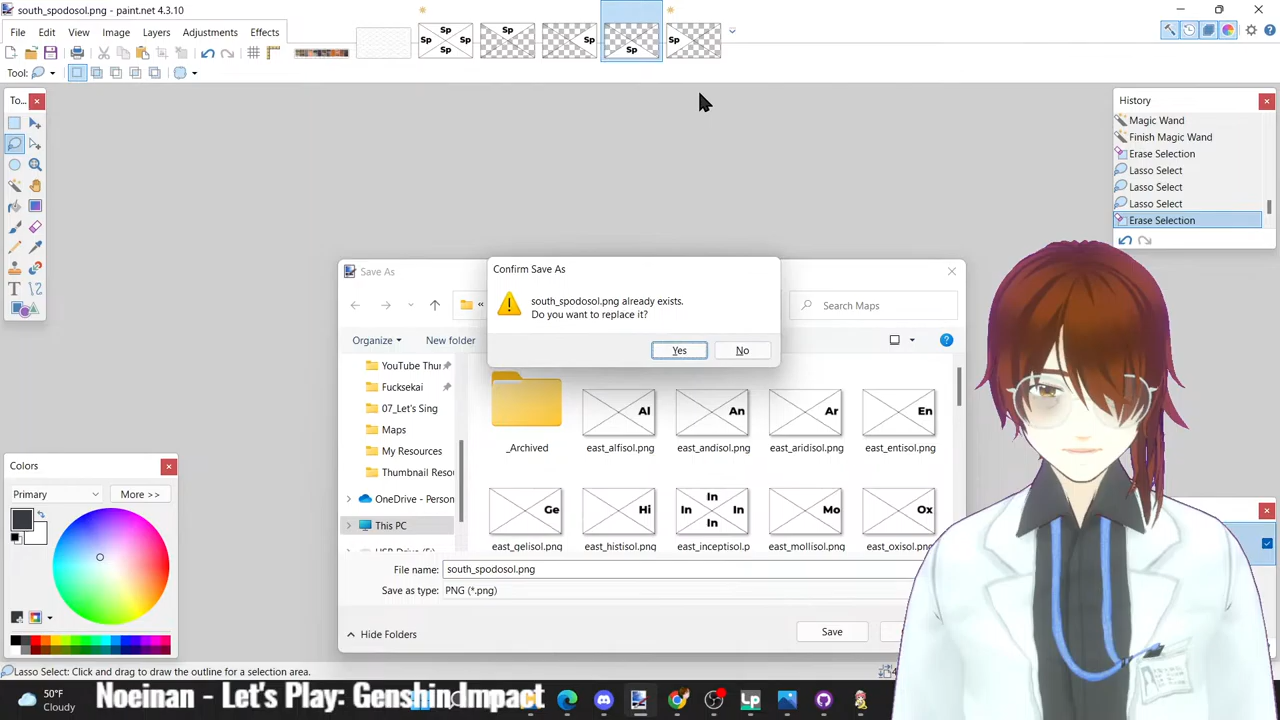 south_spodosol.png - paint.net 4.3.10
File Edit View Image Layers Adjustments Effects
Sp
Sp Sp
Sp
Sp
Sp
Sp
Sp
Tool:
To...
History
Magic Wand
Finish Magic Wand
Erase Selection
Lasso Select
Lasso Select
Lasso Select
Erase Selection
Save As
Confirm Save As
south_spodosol.png already exists.
Do you want to replace it?
Yes No
«
Search Maps
Organize New folder
YouTube Thur
Fucksekai
07_Let's Sing
Maps
My Resources
Thumbnail Resou
OneDrive - Person
This PC
_Archived
Al
east_alfisol.png
An
east_andisol.png
Ar
east_aridisol.png
En
east_entisol.png
Ge
east_gelisol.png
Hi
east_histisol.png
In
In In
In
east_inceptisol.p
Mo
east_mollisol.png
Ox
east_oxisol.png
File name: south_spodosol.png
Save as type: PNG (*.png)
Hide Folders
Save
Colors
Primary
More >>
Lasso Select: Click and drag to draw the outline for a selection area.
50°F
Cloudy
Noeinan - Let's Play: Genshin Impact